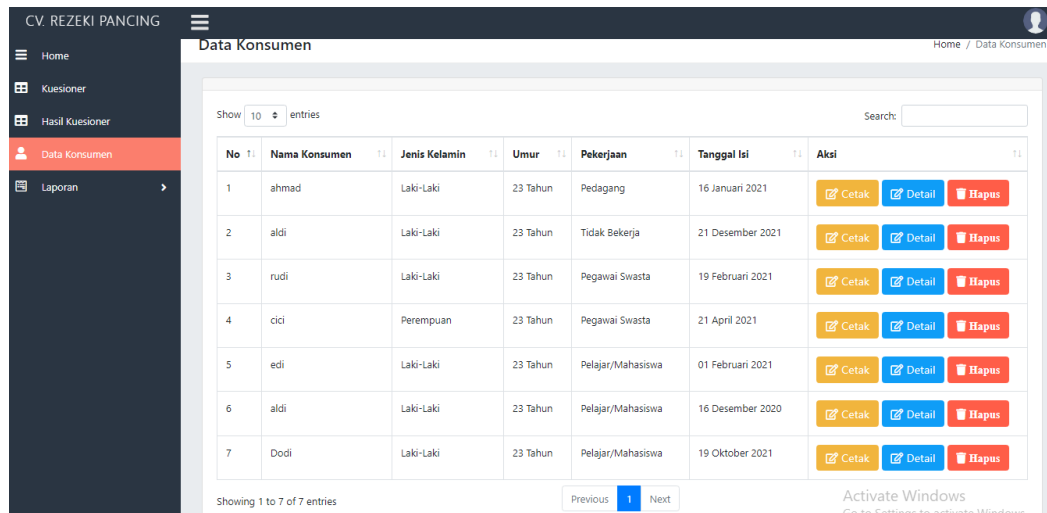 CV. REZEKI PANCING
Home
Kuesioner
Hasil Kuesioner
Data Konsumen
Laporan
Data Konsumen
Home / Data Konsumen
Show 10 entries
Search:
No Nama Konsumen Jenis Kelamin Umur Pekerjaan Tanggal Isi Aksi
1 ahmad Laki-Laki 23 Tahun Pedagang 16 Januari 2021 Cetak Detail Hapus
2 aldi Laki-Laki 23 Tahun Tidak Bekerja 21 Desember 2021 Cetak Detail Hapus
3 rudi Laki-Laki 23 Tahun Pegawai Swasta 19 Februari 2021 Cetak Detail Hapus
4 cici Perempuan 23 Tahun Pegawai Swasta 21 April 2021 Cetak Detail Hapus
5 edi Laki-Laki 23 Tahun Pelajar/Mahasiswa 01 Februari 2021 Cetak Detail Hapus
6 aldi Laki-Laki 23 Tahun Pelajar/Mahasiswa 16 Desember 2020 Cetak Detail Hapus
7 Dodi Laki-Laki 23 Tahun Pelajar/Mahasiswa 19 Oktober 2021 Cetak Detail Hapus
Showing 1 to 7 of 7 entries
Previous 1 Next
Activate Windows
Go to Settings to activate Windows.